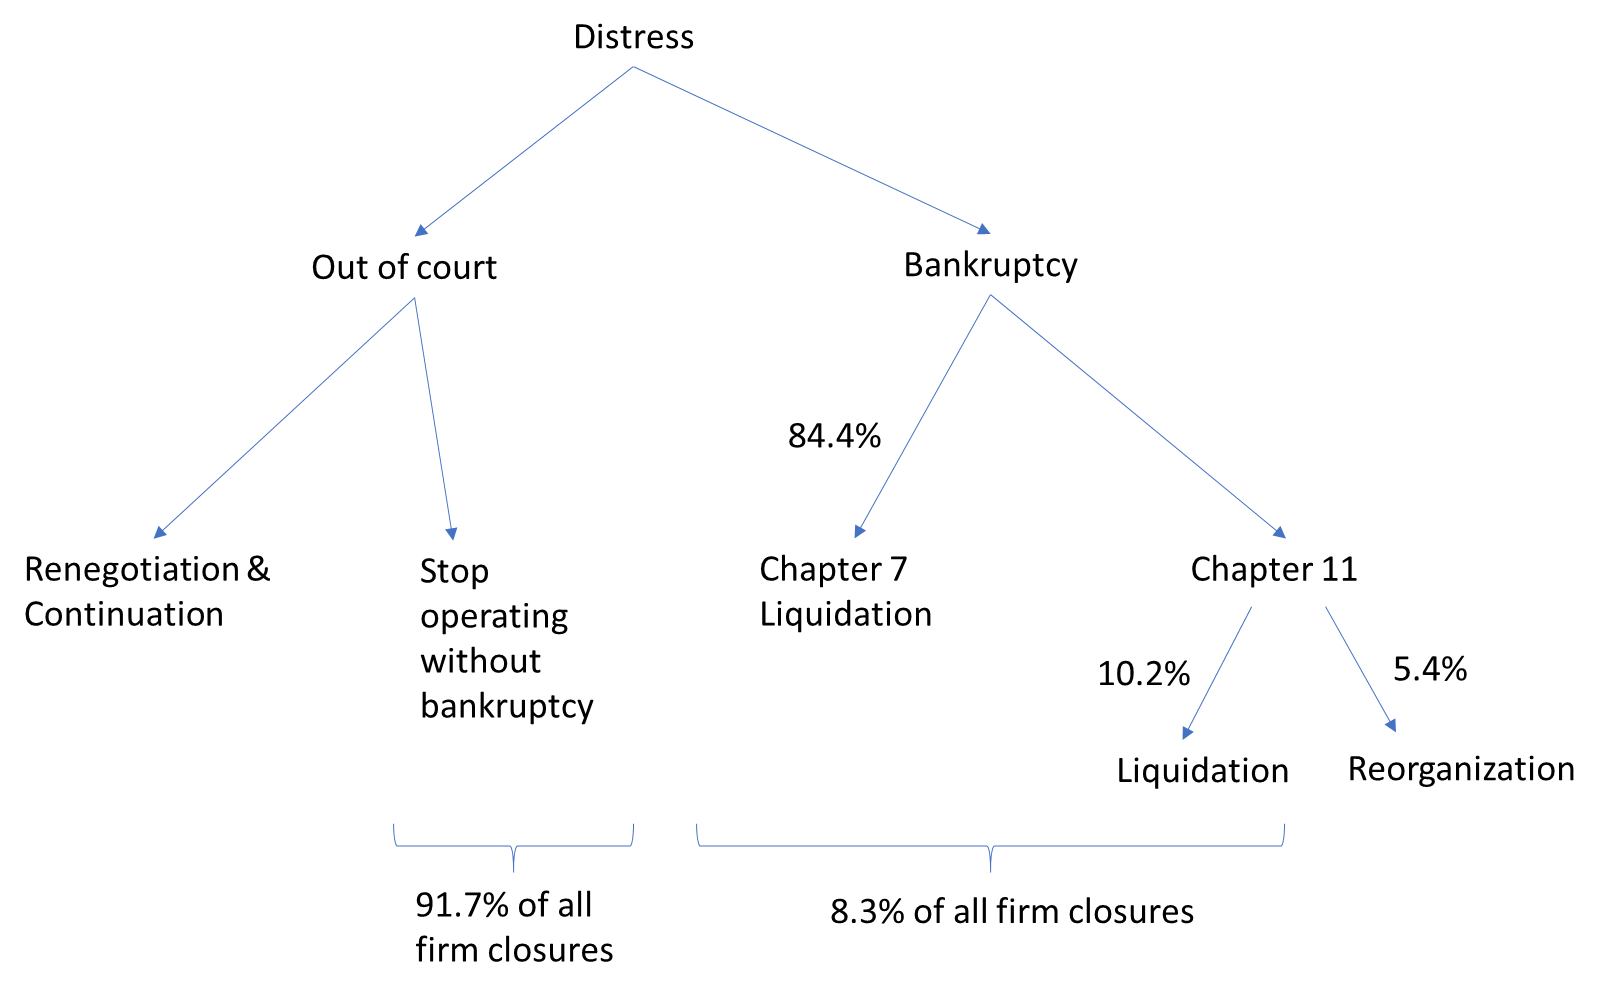 Distress
Out of court
Bankruptcy
84.4%
Renegotiation &
Continuation
Stop
operating
without
bankruptcy
Chapter 7
Liquidation
Chapter 11
10.2%
5.4%
Liquidation
Reorganization
91.7% of all
firm closures
8.3% of all firm closures